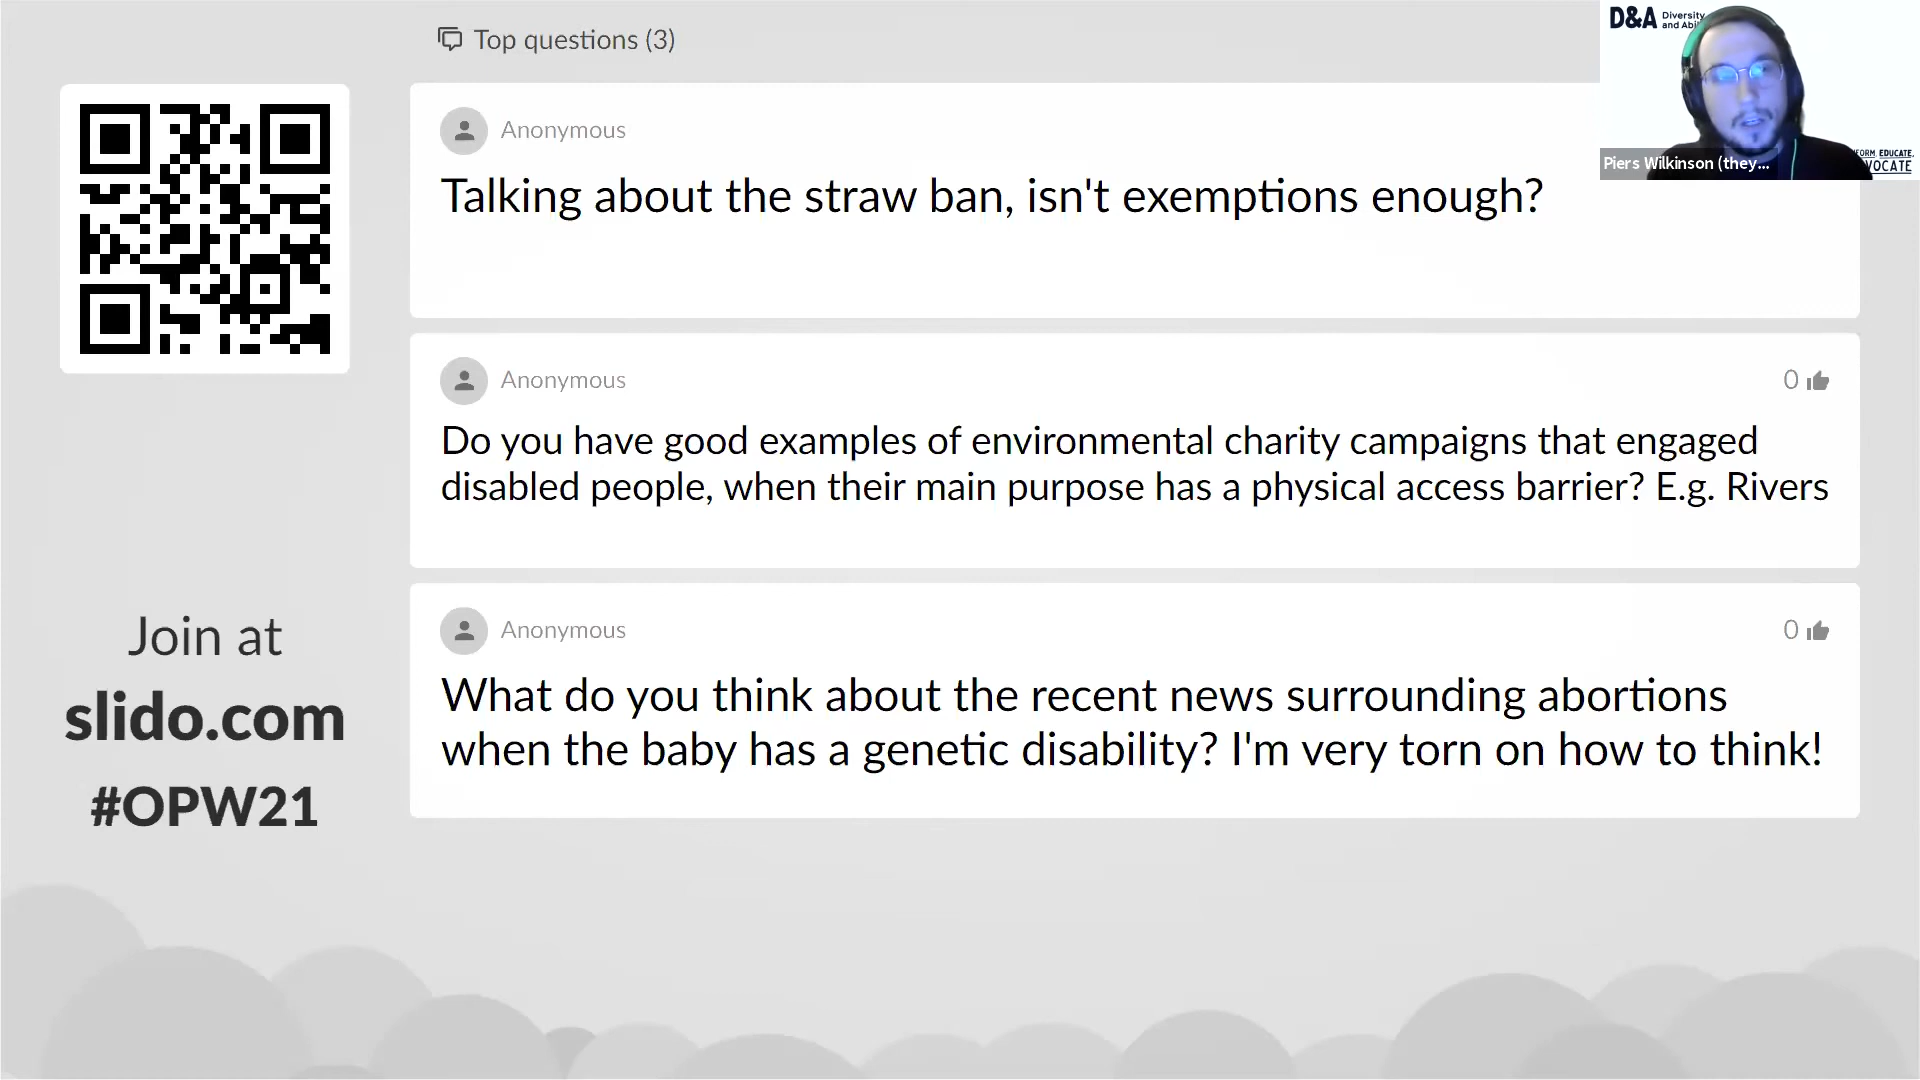 Top questions (3)
D&A Diversity
and
Anonymous
Talking about the straw ban, isn't exemptions enough?
Piers Wilkinson (they...
EDUCATE.
Anonymous
0
Do you have good examples of environmental charity campaigns that engaged
disabled people, when their main purpose has a physical access barrier? E.g. Rivers
Anonymous
0
What do you think about the recent news surrounding abortions
when the baby has a genetic disability? I'm very torn on how to think!
Join at
slido.com
#OPW21